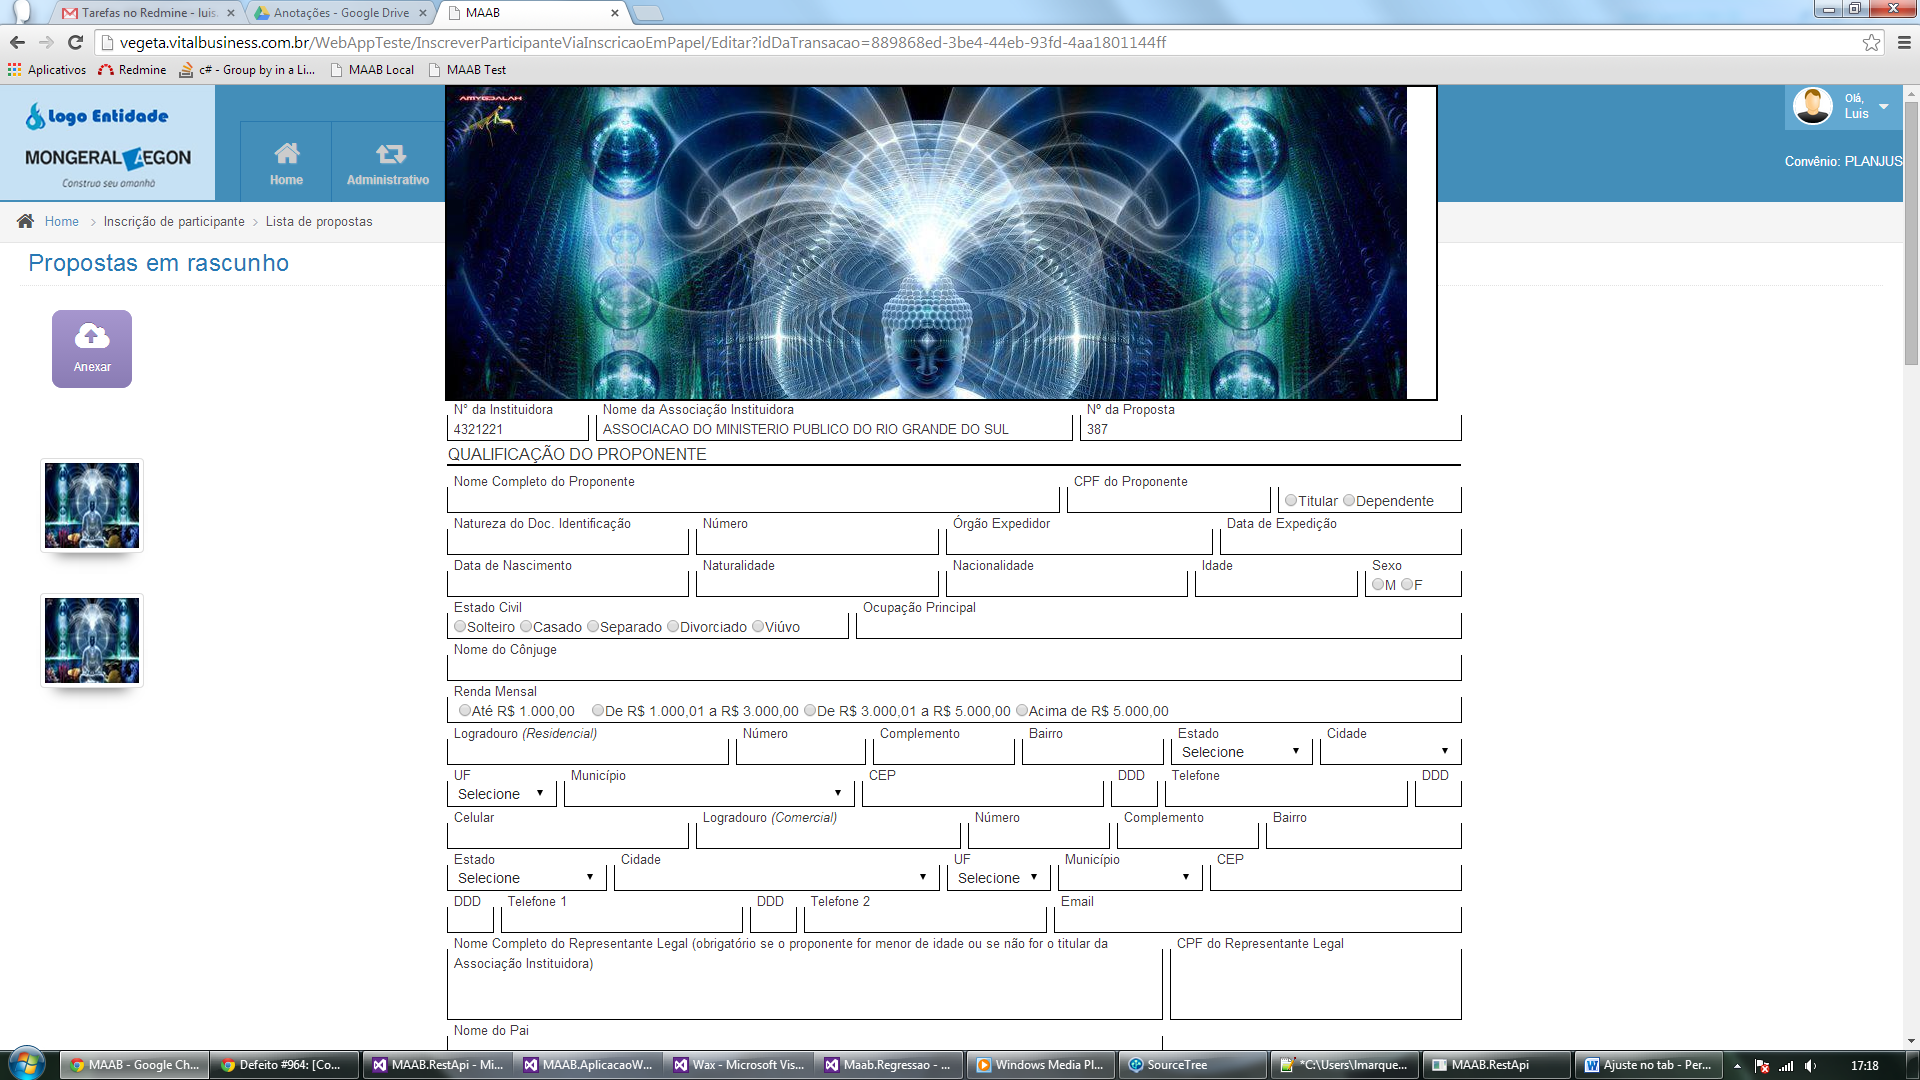 Tarefas no Redmine - luis
Anotações - Google Drive
MAAB
vegeta.vitalbusiness.com.br/WebAppTeste/InscreverParticipanteViaInscricaoEmPapel/Editar?idDaTransacao=889868ed-3be4-44eb-93fd-4aa1801144ff
Aplicativos
Redmine
c# - Group by in a Li...
MAAB Local
MAAB Test
Logo Entidade
MONGERAL AEGON
Construa seu amanhã
Home
Administrativo
AMYGDALAH
Olá,
Luis
Convênio: PLANJUS
Home > Inscrição de participante > Lista de propostas
Propostas em rascunho
Anexar
N° da Instituidora
Nome da Associação Instituidora
Nº da Proposta
4321221
ASSOCIACAO DO MINISTERIO PUBLICO DO RIO GRANDE DO SUL
387
QUALIFICAÇÃO DO PROPONENTE
Nome Completo do Proponente
CPF do Proponente
Titular Dependente
Natureza do Doc. Identificação
Número
Órgão Expedidor
Data de Expedição
Data de Nascimento
Naturalidade
Nacionalidade
Idade
Sexo
M F
Estado Civil
Ocupação Principal
Solteiro Casado Separado Divorciado Viúvo
Nome do Cônjuge
Renda Mensal
Até R$ 1.000,00 De R$ 1.000,01 a R$ 3.000,00 De R$ 3.000,01 a R$ 5.000,00 Acima de R$ 5.000,00
Logradouro (Residencial)
Número
Complemento
Bairro
Estado
Cidade
Selecione
UF
Município
CEP
DDD
Telefone
DDD
Selecione
Celular
Logradouro (Comercial)
Número
Complemento
Bairro
Estado
Cidade
UF
Município
CEP
Selecione
Selecione
DDD
Telefone 1
DDD
Telefone 2
Email
Nome Completo do Representante Legal (obrigatório se o proponente for menor de idade ou se não for o titular da
Associação Instituidora)
CPF do Representante Legal
Nome do Pai
MAAB - Google Ch...
Defeito #964: [Co...
MAAB.RestApi - Mi...
MAAB.AplicacaoW...
Wax - Microsoft Vis...
Maab.Regressao - ...
Windows Media Pl...
SourceTree
*C:\Users\lmarque...
MAAB.RestApi
Ajuste no tab - Per...
17:18